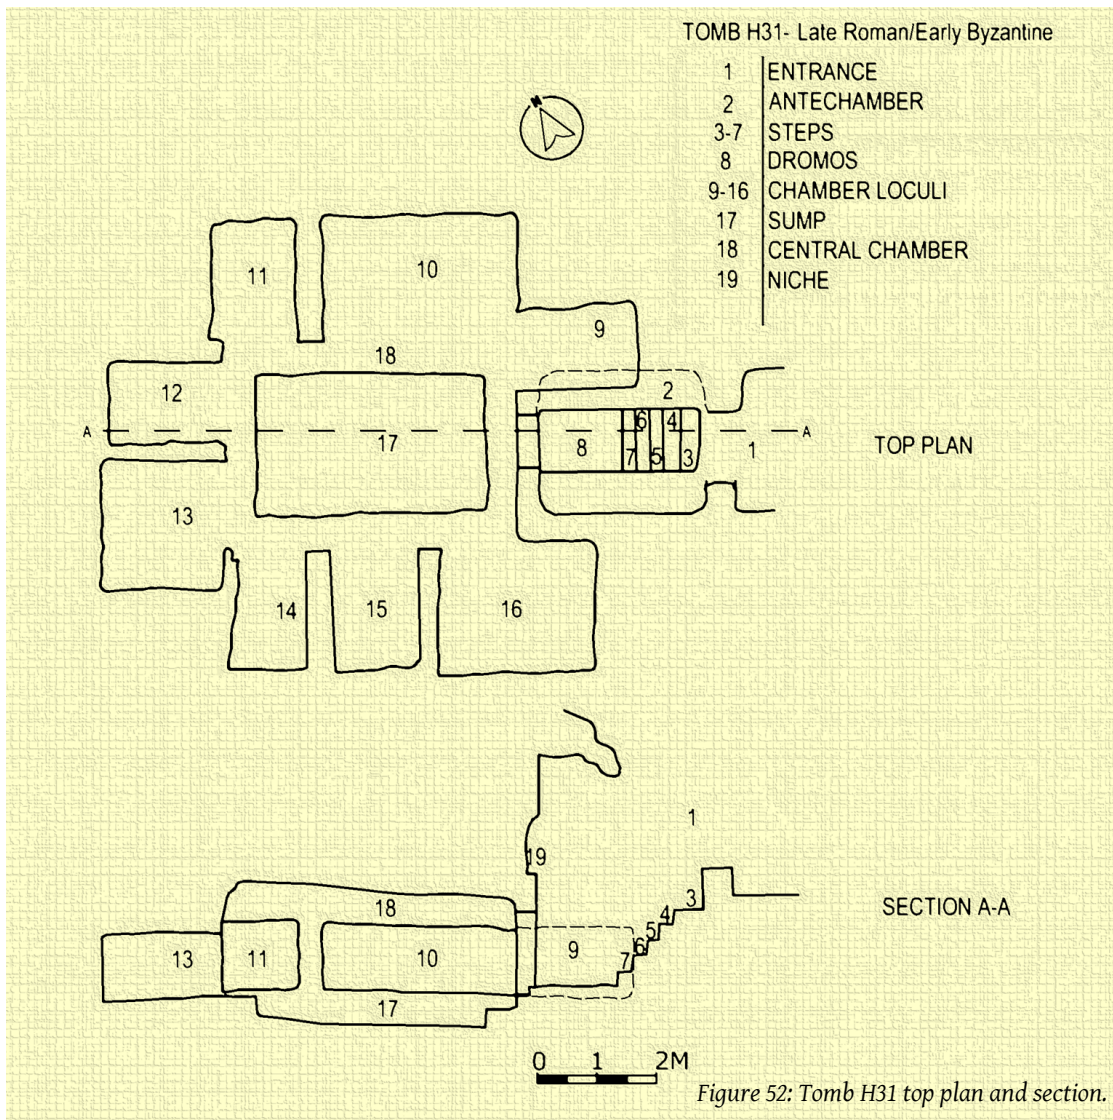 TOMB H31- Late Roman/Early Byzantine
1 ENTRANCE
2 ANTECHAMBER
3-7 STEPS
8 DROMOS
9-16 CHAMBER LOCULI
17 SUMP
18 CENTRAL CHAMBER
19 NICHE
N
11 10
9
18
12 2
6 4
A 17 8 7 5 3 1 A
TOP PLAN
13
14 15 16
1
19
3
18 4
SECTION A-A
5
13 11 10 9 7 6
17
0 1 2M
Figure 52: Tomb H31 top plan and section.